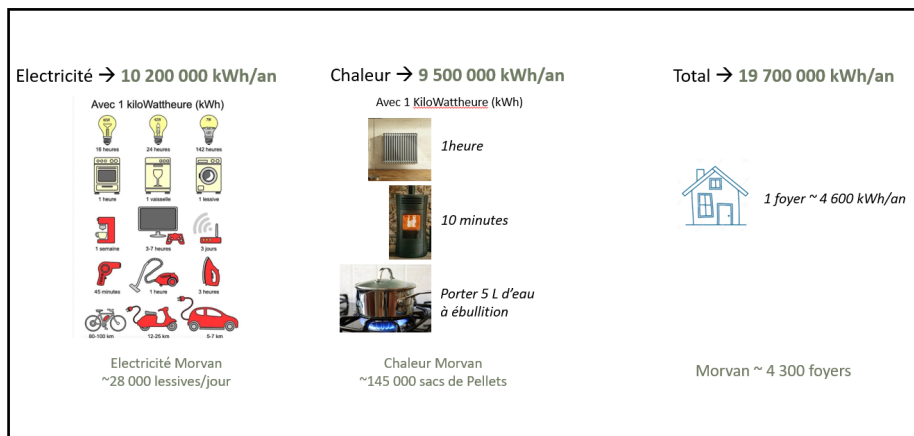 Electricité → 10 200 000 kWh/an
Avec 1 kiloWattheure (kWh)
16 heures
24 heures
142 heures
1 heure
1 vaisselle
1 lessive
1 semaine
3-7 heures
3 jours
45 minutes
1 heure
3 heures
60-100 km
12-25 km
5-7 km
Electricité Morvan
~28 000 lessives/jour
Chaleur → 9 500 000 kWh/an
Avec 1 KiloWattheure (kWh)
1heure
10 minutes
Porter 5 L d’eau
à ébullition
Chaleur Morvan
~145 000 sacs de Pellets
Total → 19 700 000 kWh/an
1 foyer ~ 4 600 kWh/an
Morvan ~ 4 300 foyers